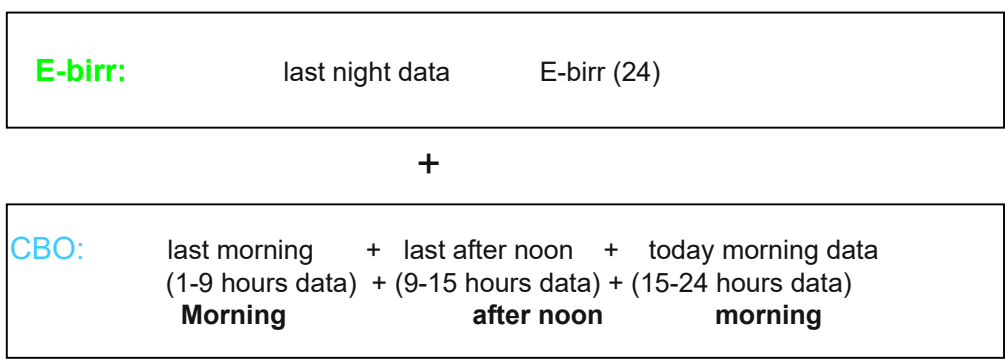 E-birr: last night data E-birr (24)
+
CBO: last morning + last after noon + today morning data
(1-9 hours data) + (9-15 hours data) + (15-24 hours data)
Morning after noon morning